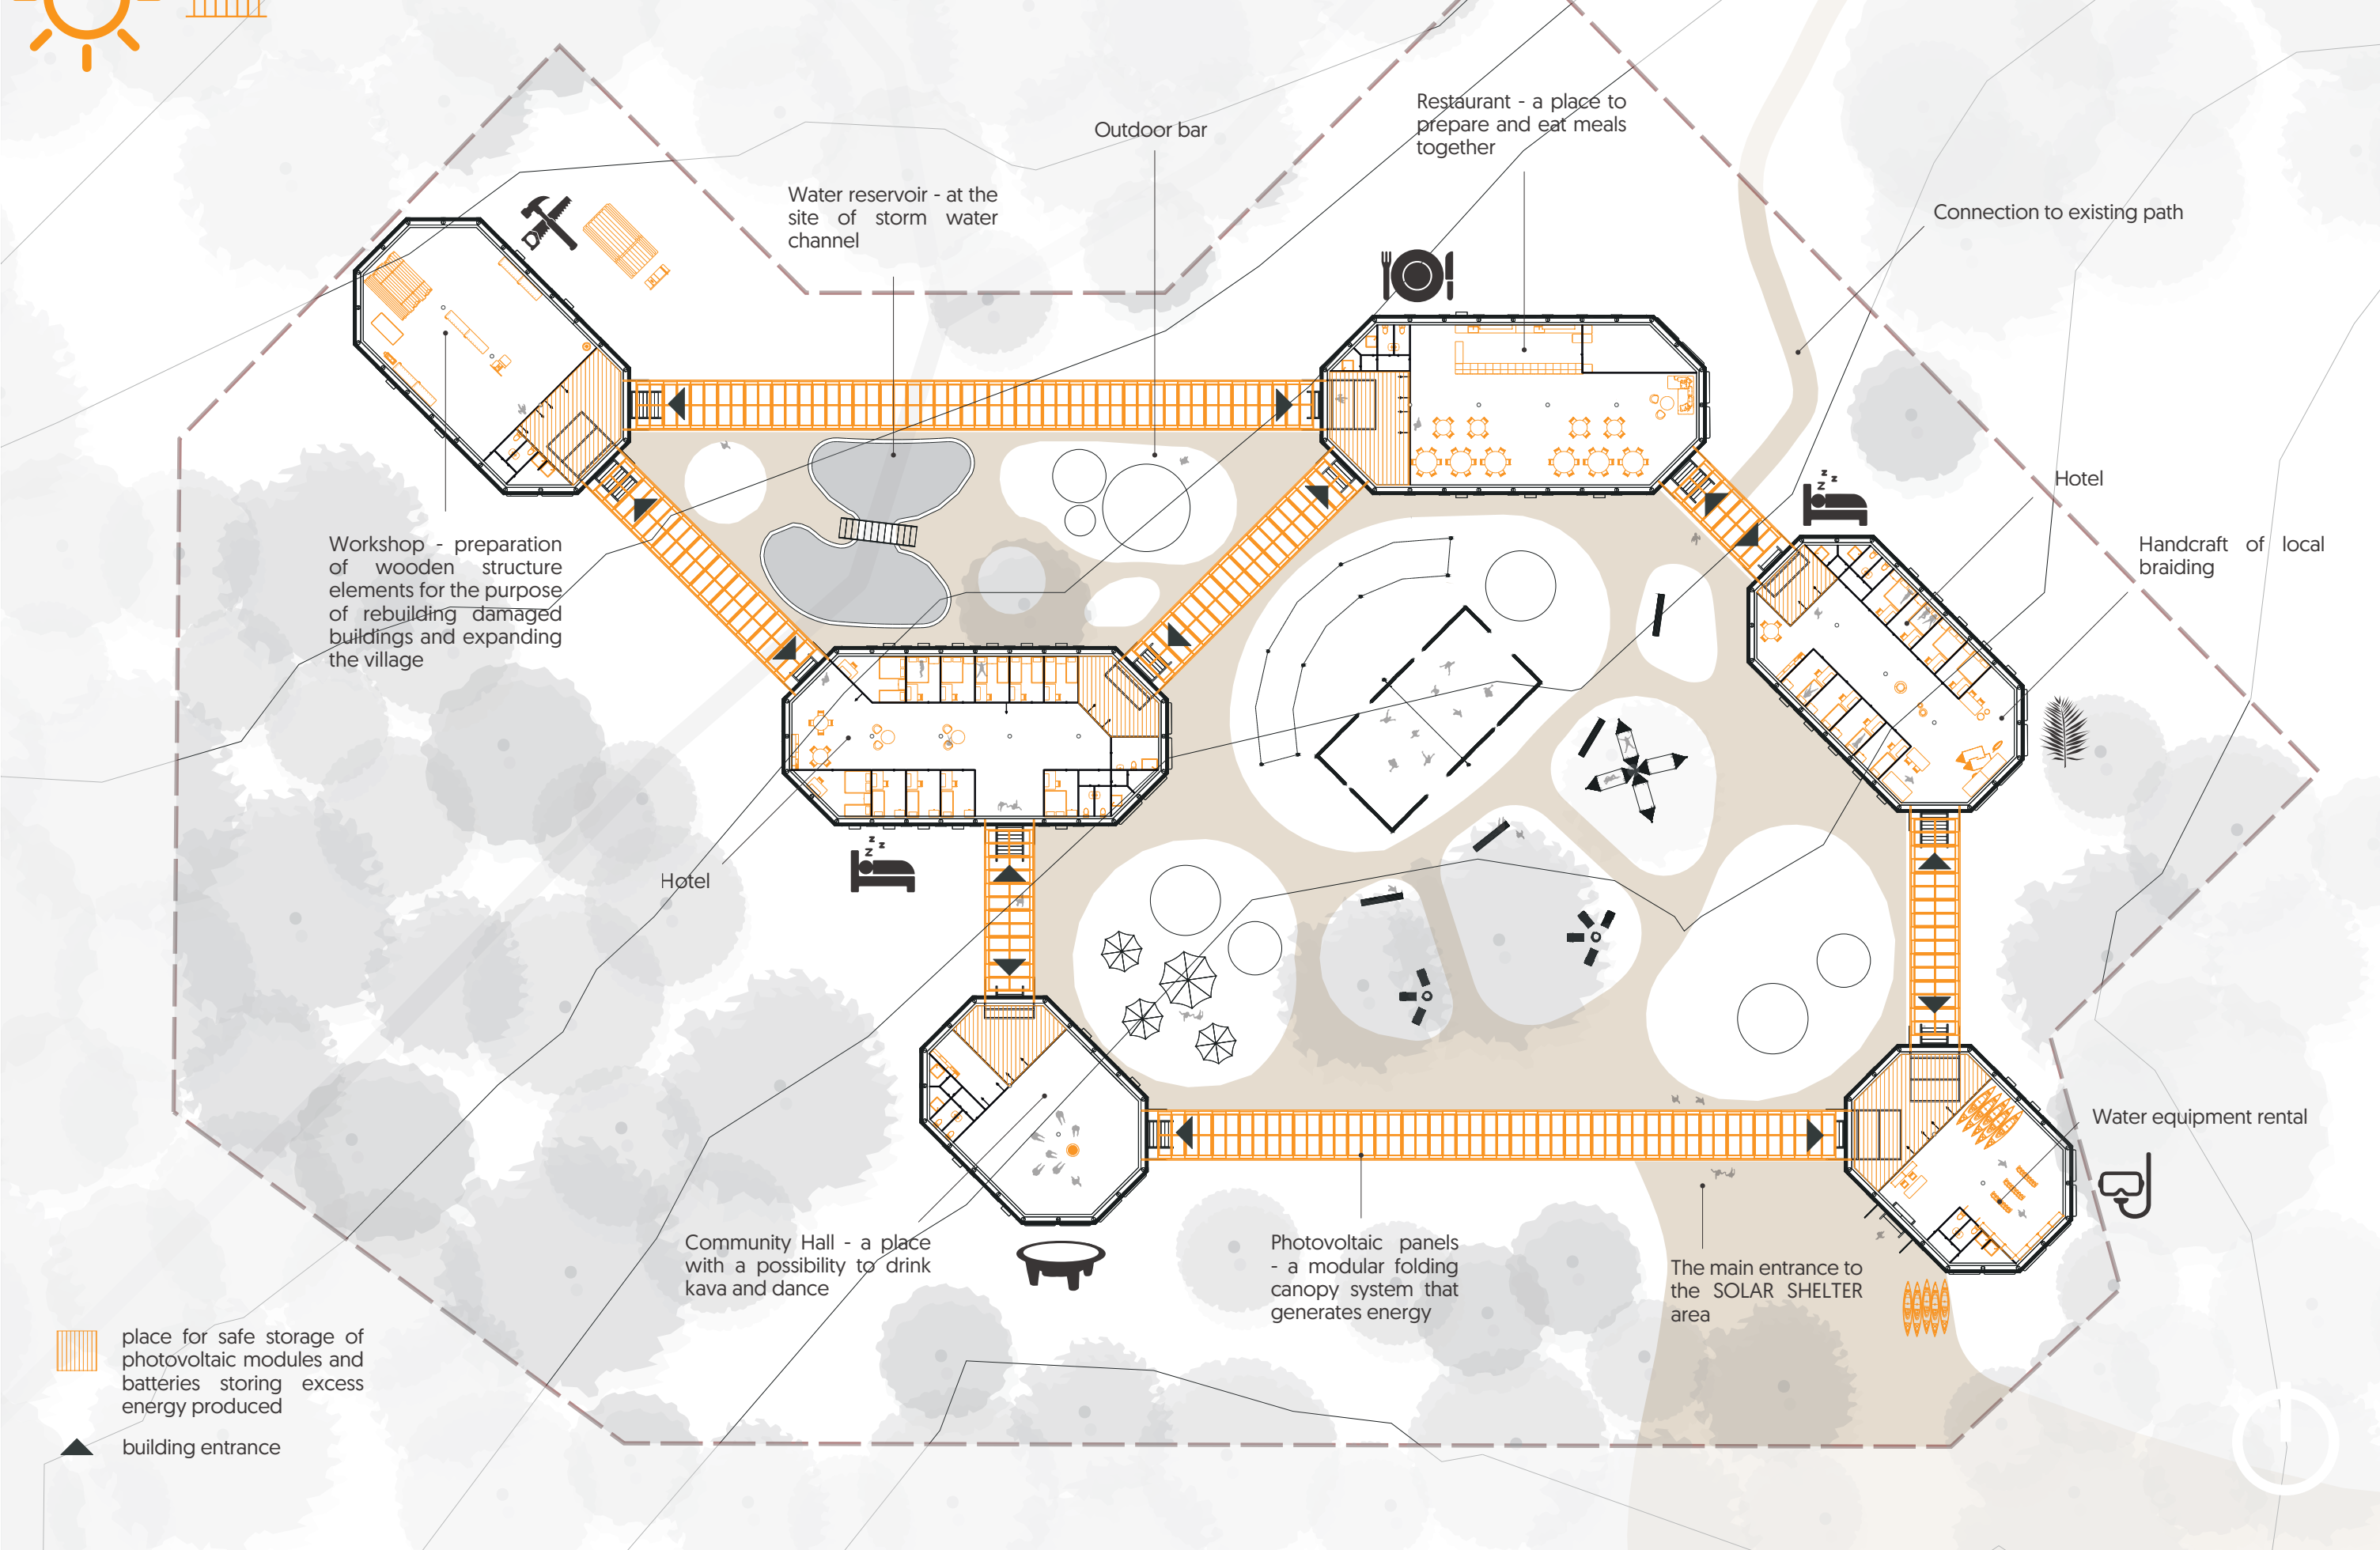 Outdoor bar
Restaurant - a place to
prepare and eat meals
together
Water reservoir - at the
site of storm water
channel
Connection to existing path
Hotel
Handcraft of local
braiding
Workshop - preparation
of wooden structure
elements for the purpose
of rebuilding damaged
buildings and expanding
the village
z z z
z z z
Hotel
Water equipment rental
Community Hall - a place
with a possibility to drink
kava and dance
Photovoltaic panels
- a modular folding
canopy system that
generates energy
The main entrance to
the SOLAR SHELTER
area
place for safe storage of
photovoltaic modules and
batteries storing excess
energy produced
building entrance